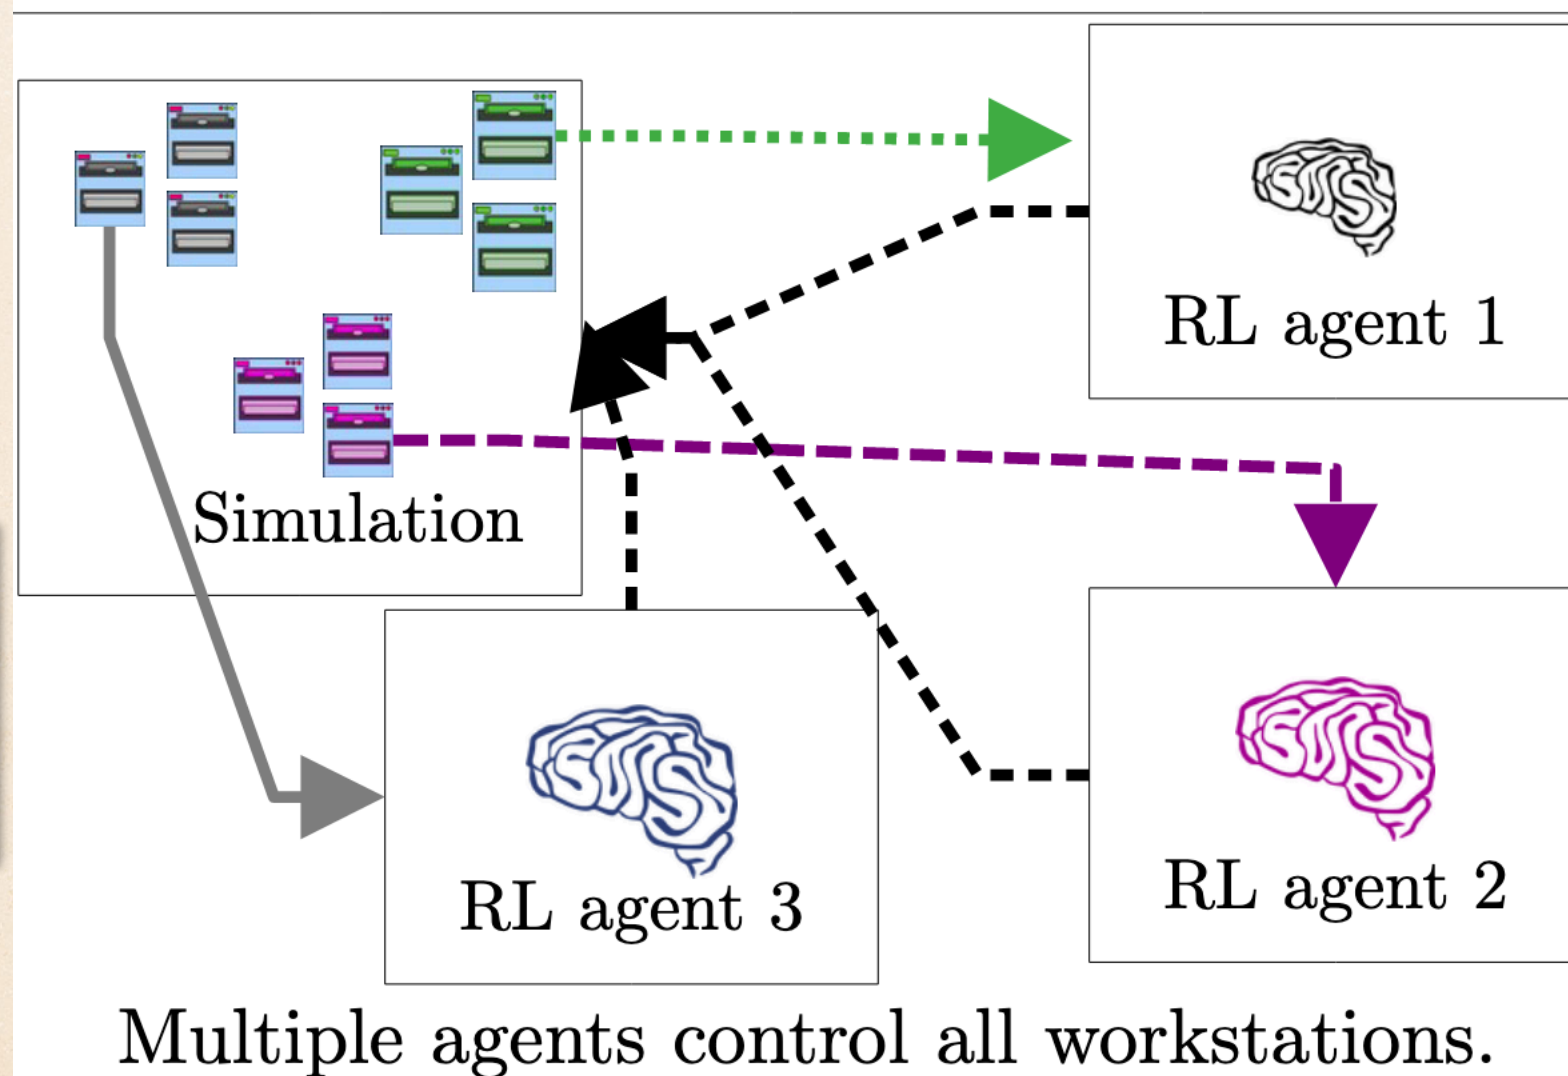 RL agent 1
Simulation
RL agent 3
RL agent 2
Multiple agents control all workstations.